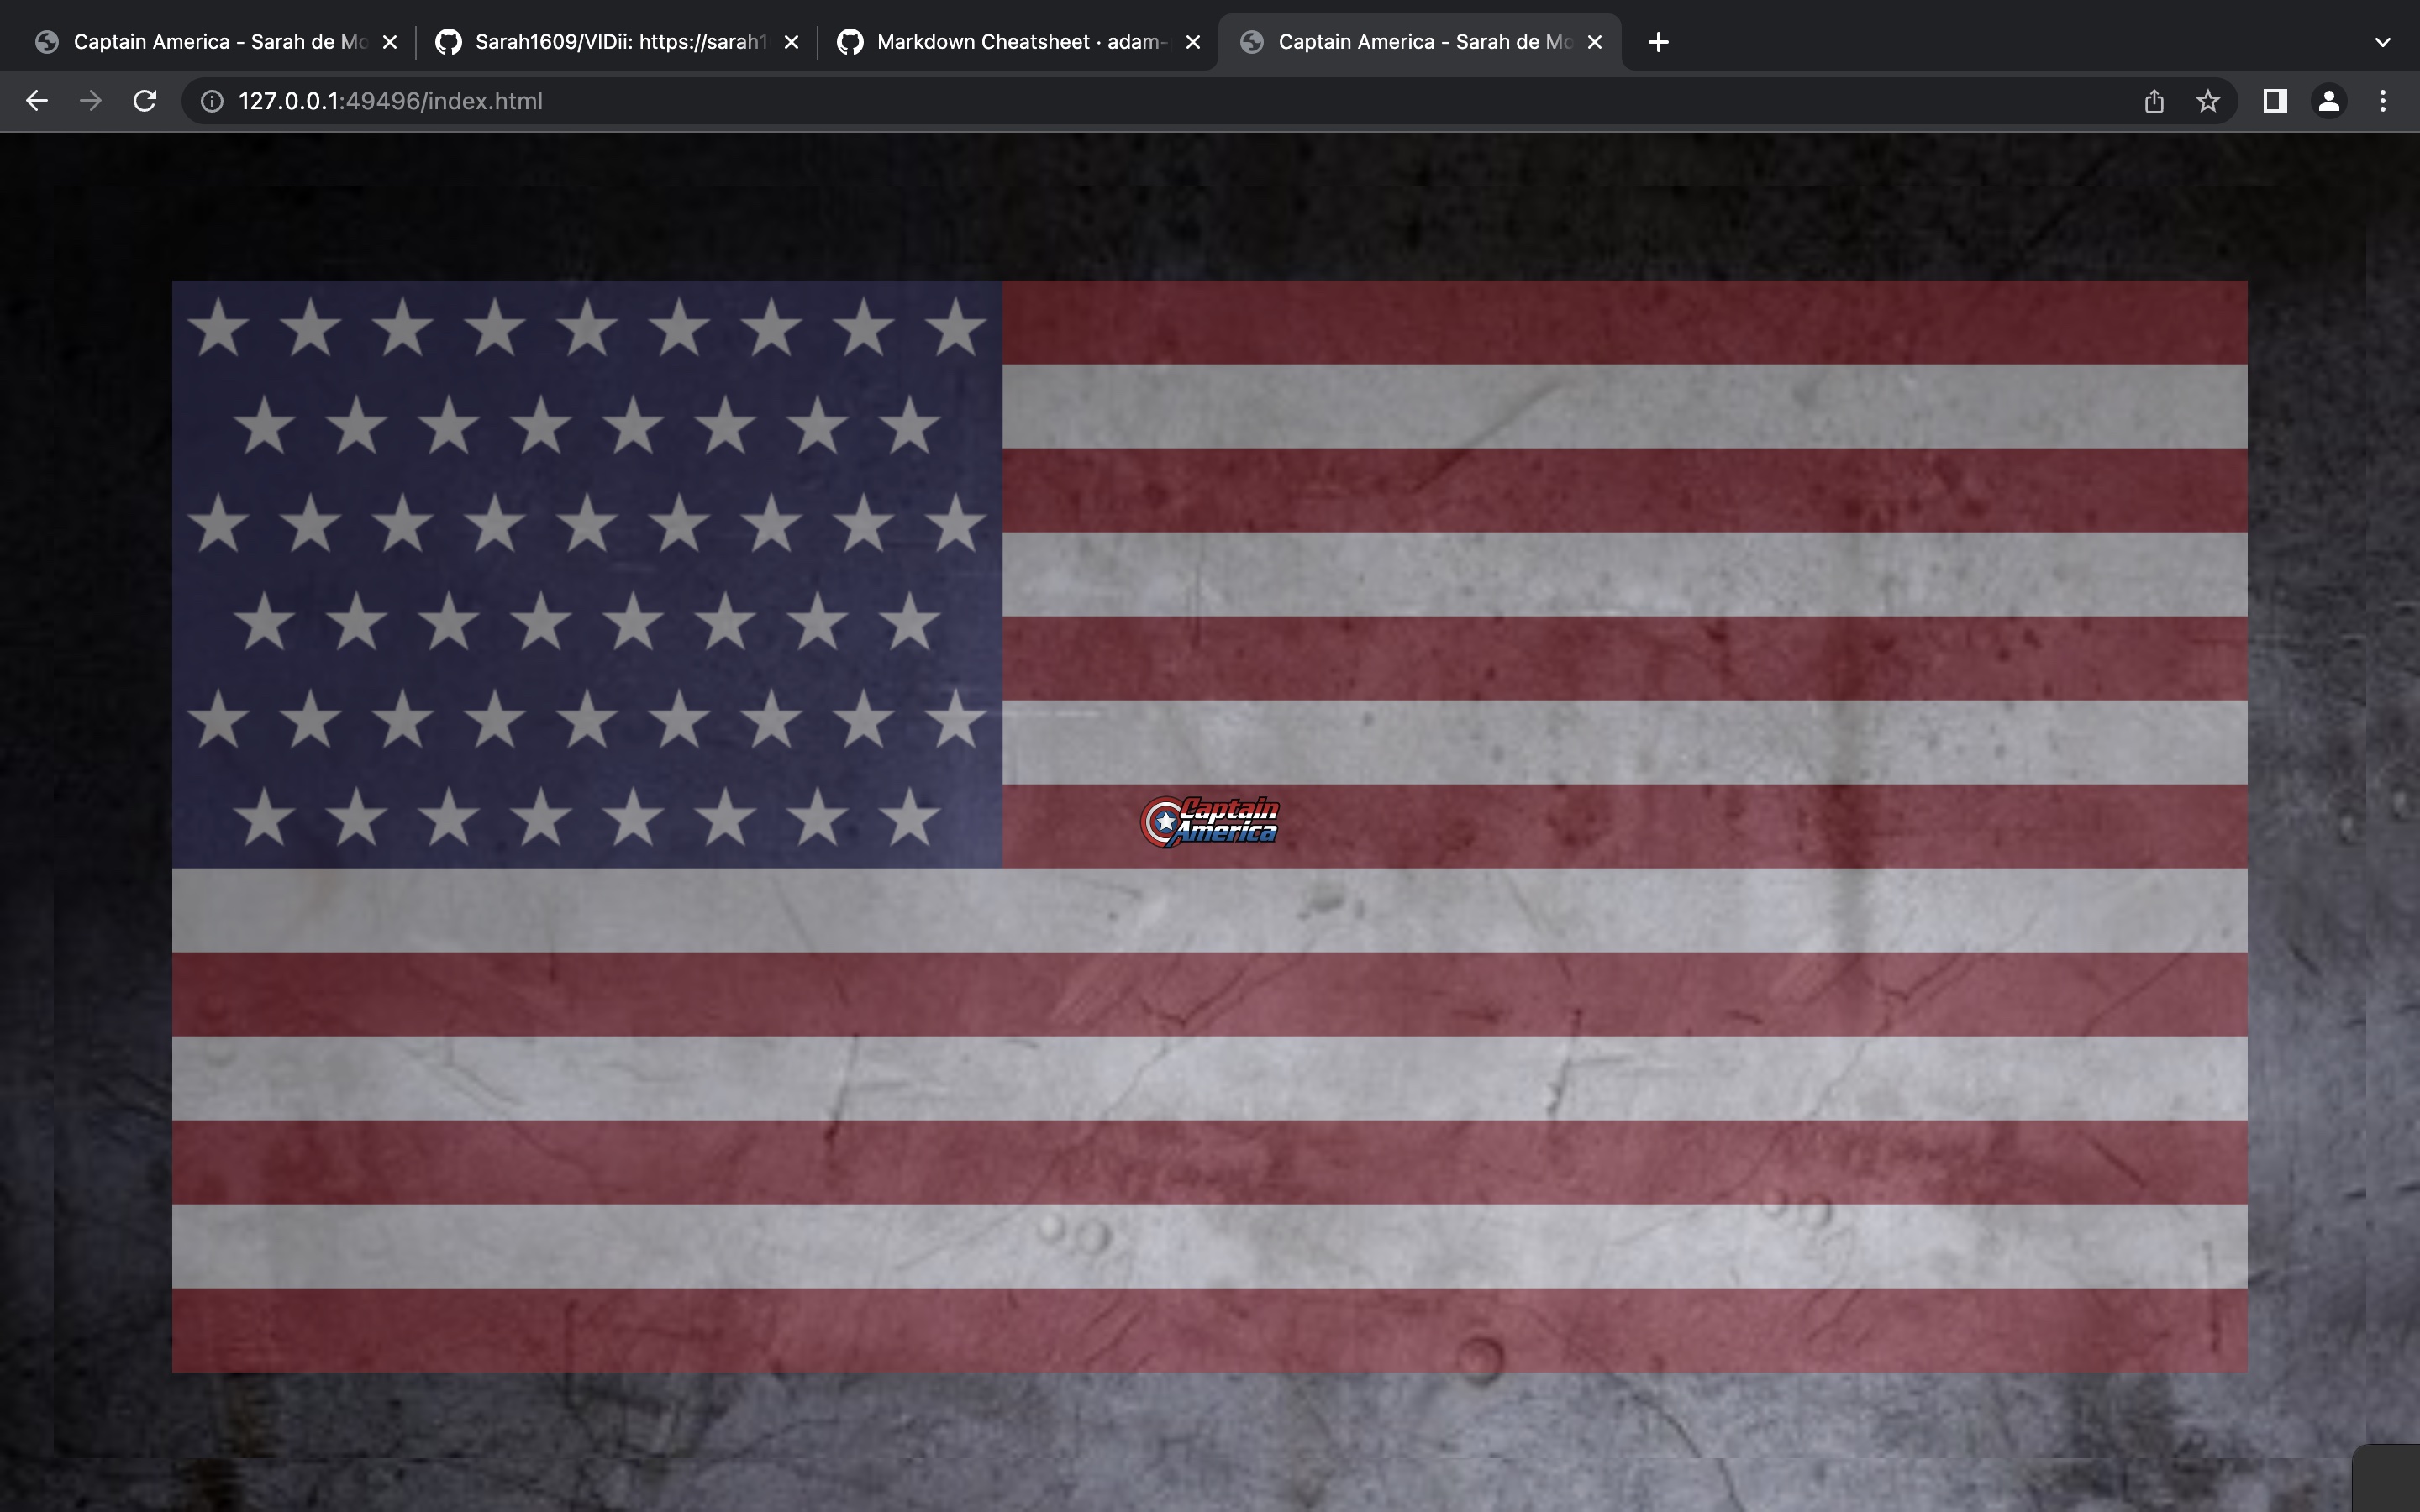 Captain America - Sarah de Mo
Sarah1609/VIDii: https://sarah1
Markdown Cheatsheet · adam-
Captain America - Sarah de Mo
127.0.0.1:49496/index.html
Captain
America